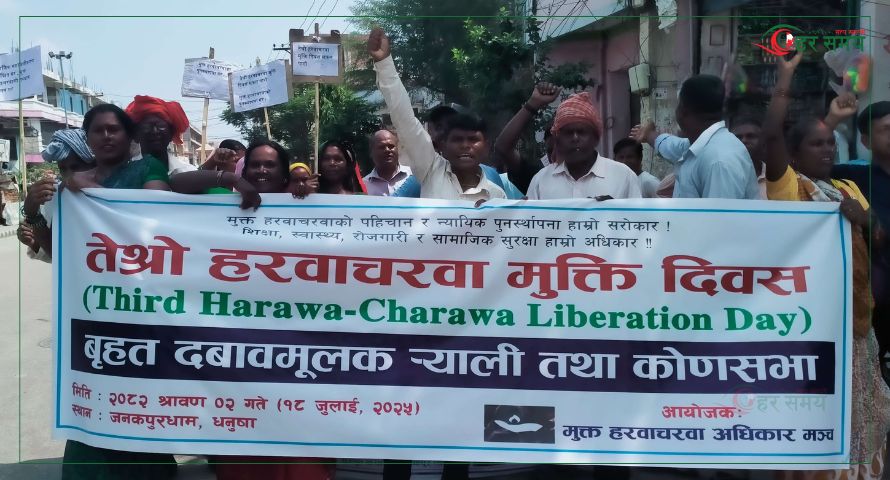 हर समय
मुक्त हरवाचरवाको पहिचान र न्यायिक पुनर्स्थापना हाम्रो सरोकार !
शिक्षा, स्वास्थ्य, रोजगारी र सामाजिक सुरक्षा हाम्रो अधिकार !!
तेश्रो हरवाचरवा मुक्ति दिवस
(Third Harawa-Charawa Liberation Day)
बृहत दबावमूलक ऱ्याली तथा कोणसभा
मिति : २०८२ श्रावण ०२ गते (१८ जुलाई, २०२५)
स्थान : जनकपुरधाम, धनुषा
आयोजकः
हर समय
मुक्त हरवाचरवा अधिकार मञ्च